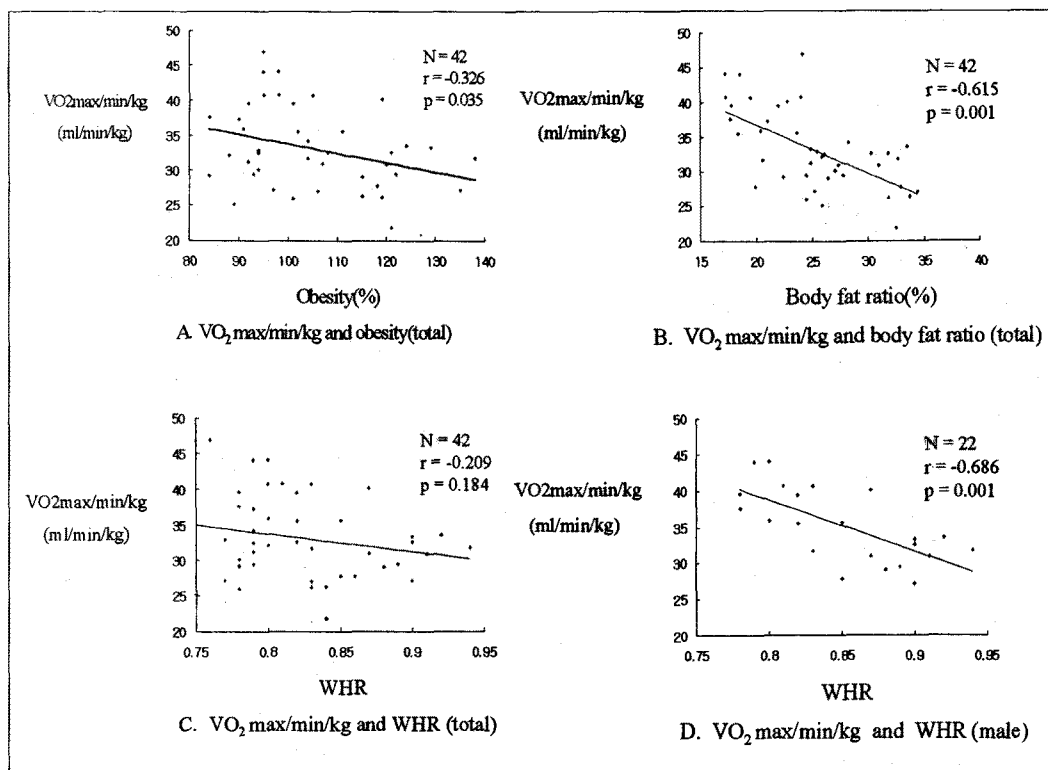 50
45
40
35
30
25
20
VO2max/min/kg
(ml/min/kg)
N = 42
r = -0.326
p = 0.035
80 90 100 110 120 130 140
Obesity(%)
A. VO₂ max/min/kg and obesity(total)
50
45
40
35
30
25
20
VO2max/min/kg
(ml/min/kg)
N = 42
r = -0.615
p = 0.001
15 20 25 30 35 40
Body fat ratio(%)
B. VO₂ max/min/kg and body fat ratio (total)
50
45
40
35
30
25
20
VO2max/min/kg
(ml/min/kg)
N = 42
r = -0.209
p = 0.184
0.75 0.8 0.85 0.9 0.95
WHR
C. VO₂ max/min/kg and WHR (total)
50
45
40
35
30
25
20
VO2max/min/kg
(ml/min/kg)
N = 22
r = -0.686
p = 0.001
0.75 0.8 0.85 0.9 0.95
WHR
D. VO₂ max/min/kg and WHR (male)